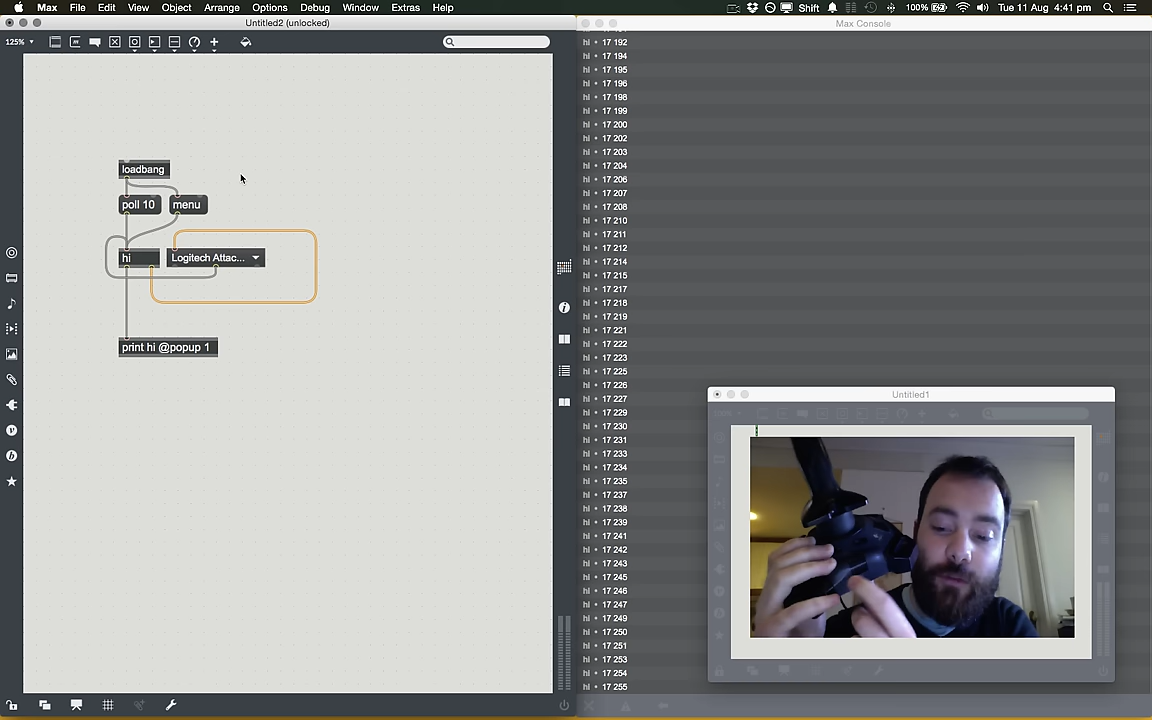 Max File Edit View Object Arrange Options Debug Window Extras Help
Shift
100%
Tue 11 Aug 4:41 pm
Untitled2 (unlocked)
Max Console
125%
loadbang
poll 10
menu
hi
Logitech Attac...
print hi @popup 1
hi • 17 192
hi • 17 194
hi • 17 195
hi • 17 196
hi • 17 198
hi • 17 199
hi • 17 200
hi • 17 202
hi • 17 203
hi • 17 204
hi • 17 206
hi • 17 207
hi • 17 208
hi • 17 210
hi • 17 211
hi • 17 212
hi • 17 214
hi • 17 215
hi • 17 217
hi • 17 218
hi • 17 219
hi • 17 221
hi • 17 222
hi • 17 223
hi • 17 225
hi • 17 226
hi • 17 227
hi • 17 229
hi • 17 230
hi • 17 231
hi • 17 233
hi • 17 234
hi • 17 235
hi • 17 237
hi • 17 238
hi • 17 239
hi • 17 241
hi • 17 242
hi • 17 243
hi • 17 245
hi • 17 246
hi • 17 247
hi • 17 249
hi • 17 250
hi • 17 251
hi • 17 253
hi • 17 254
hi • 17 255
Untitled1